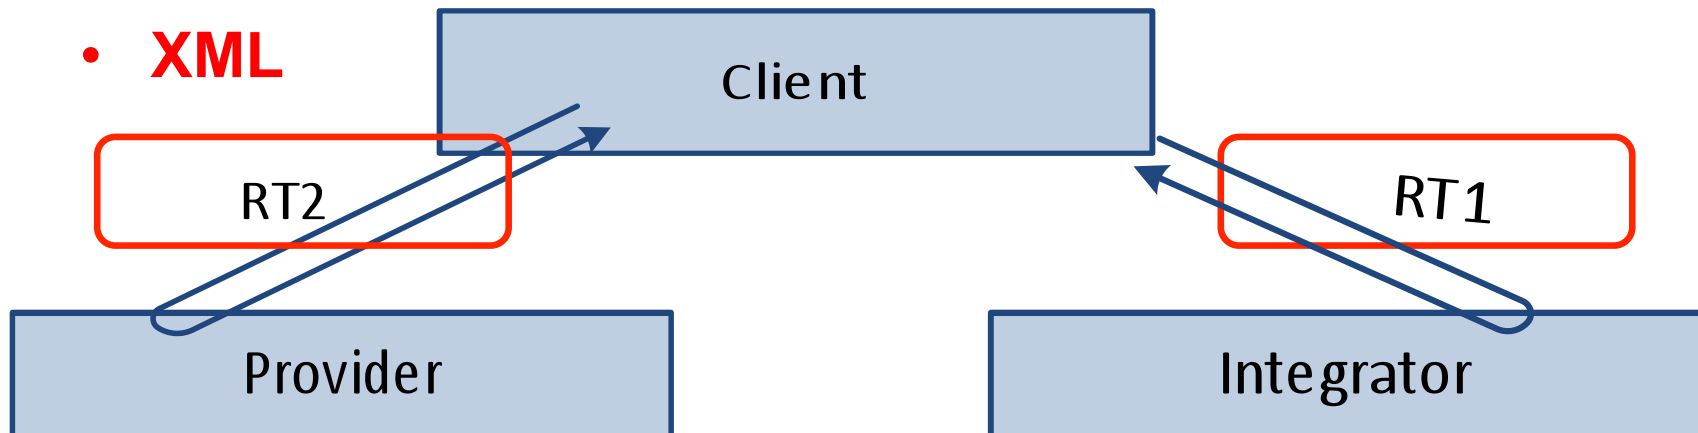 • XML
Client
RT2
RT1
Provider
Integrator